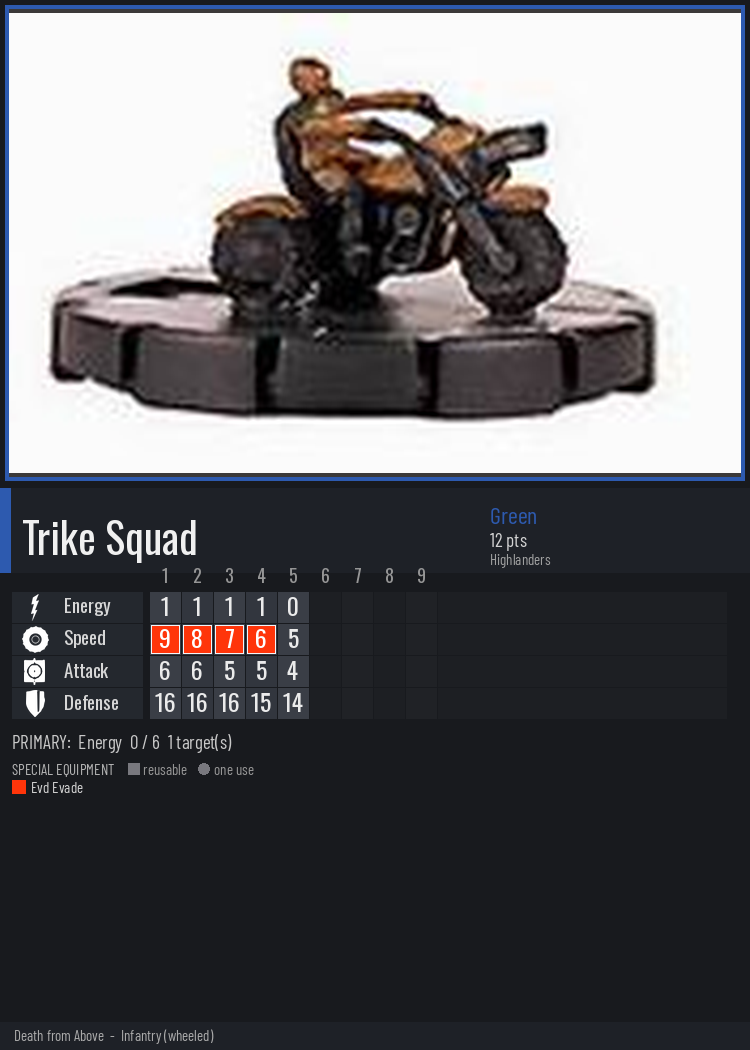 Trike Squad
Green
12 pts
Highlanders
1 2 3 4 5 6 7 8 9
Energy 1 1 1 1 0
Speed 9 8 7 6 5
Attack 6 6 5 5 4
Defense 16 16 16 15 14
PRIMARY: Energy 0 / 6 1 target(s)
SPECIAL EQUIPMENT reusable one use
Evd Evade
Death from Above - Infantry (wheeled)